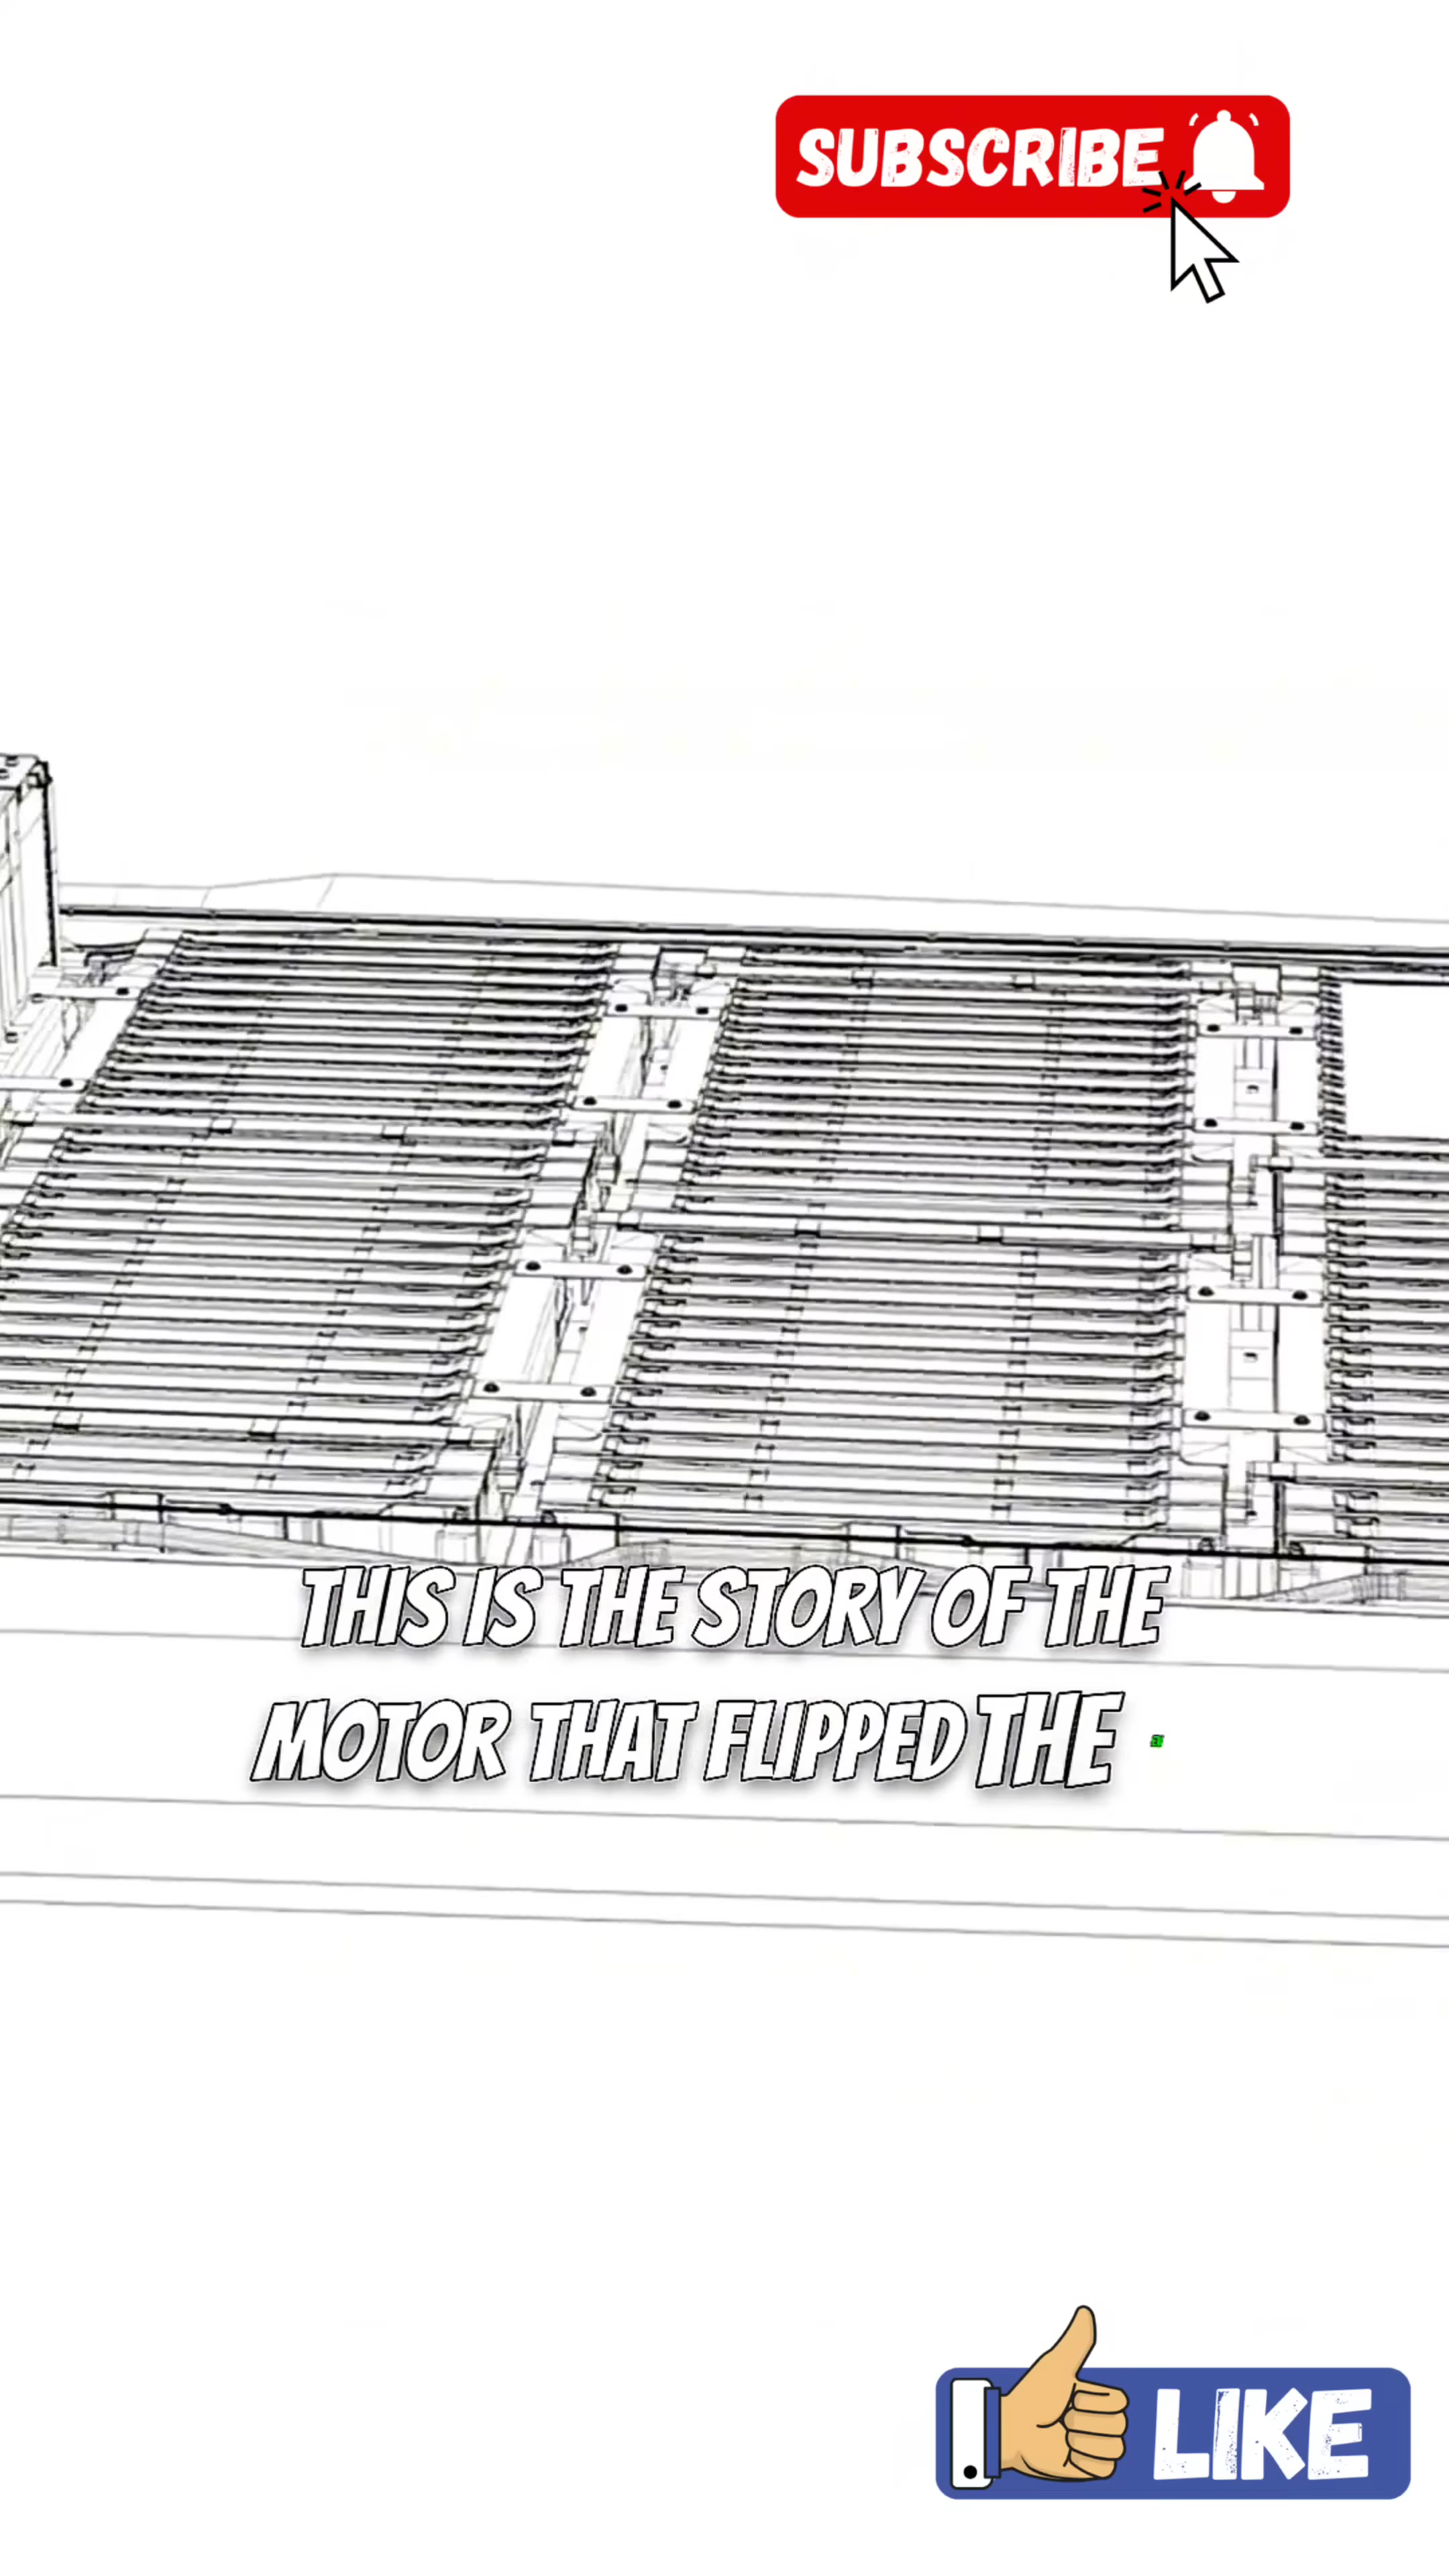 SUBSCRIBE
THIS IS THE STORY OF THE
MOTOR THAT FLIPPED THE
LIKE